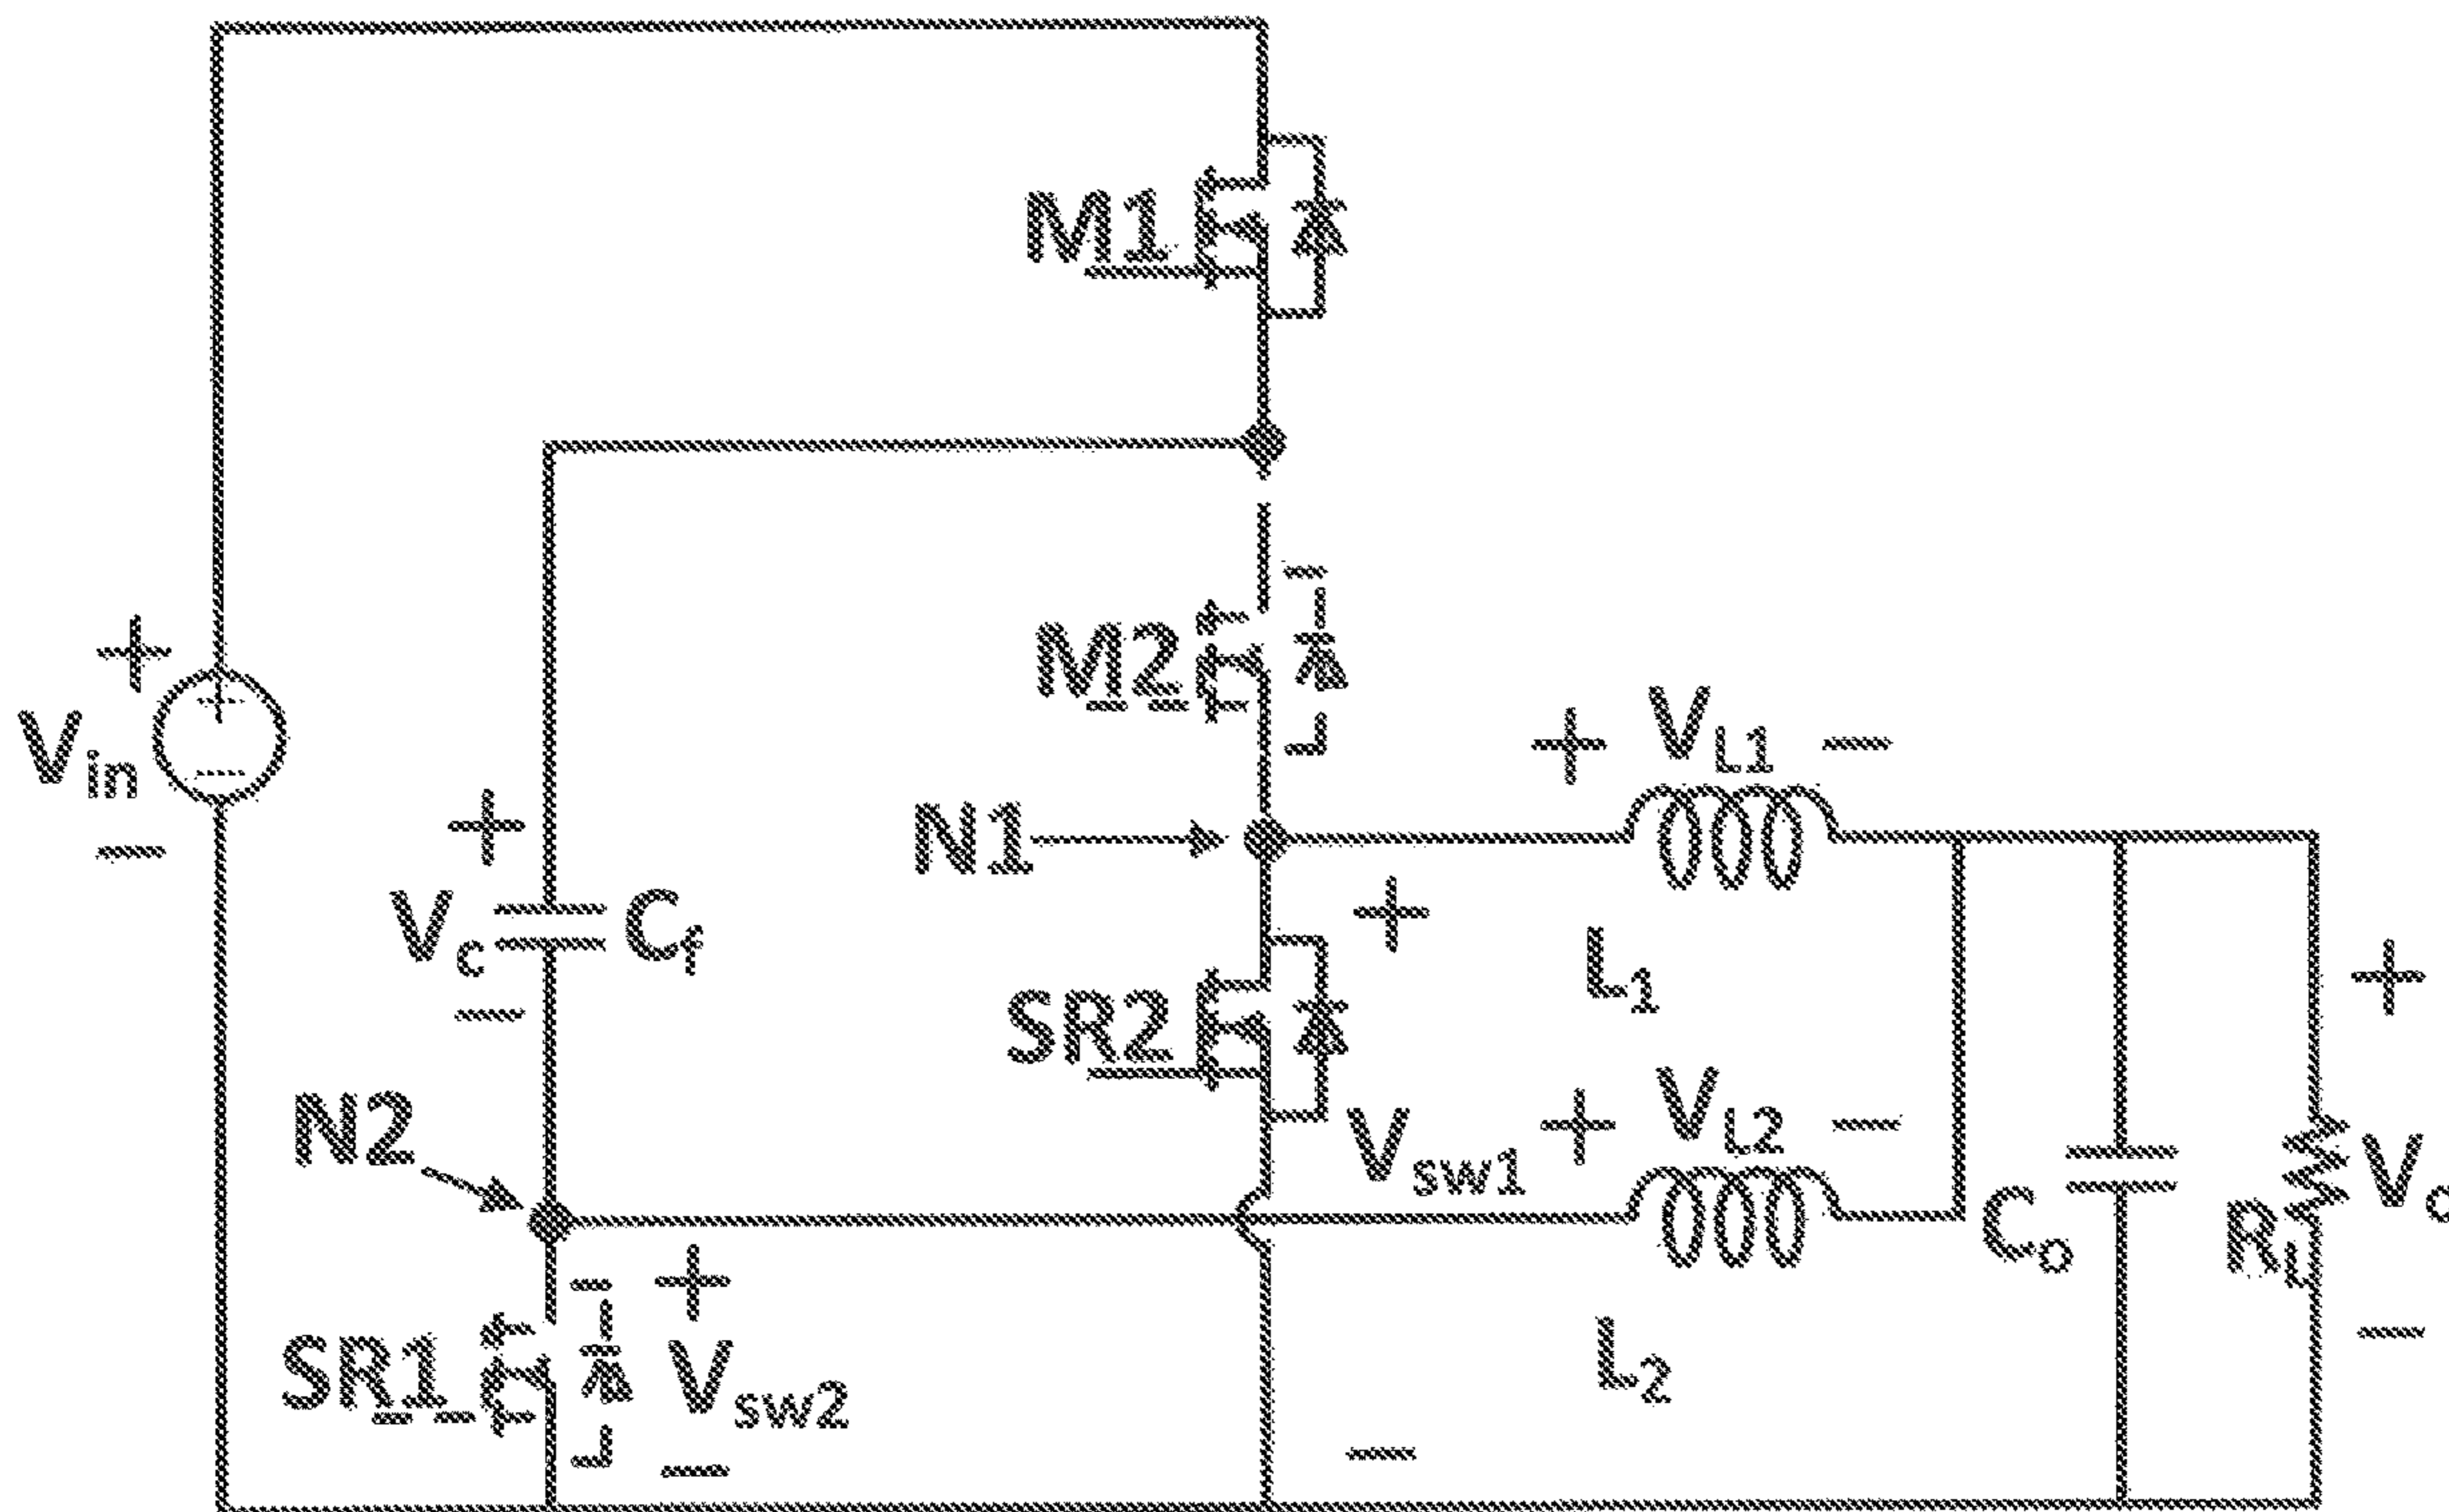 M1
+
V_in
−
M2
+ V_L1 −
N1
+
V_c C_f
−
+
L_1
SR2
+
N2
V_sw1
+ V_L2 −
C_o
R_L
V_o
−
SR1
+
V_sw2
−
L_2
−